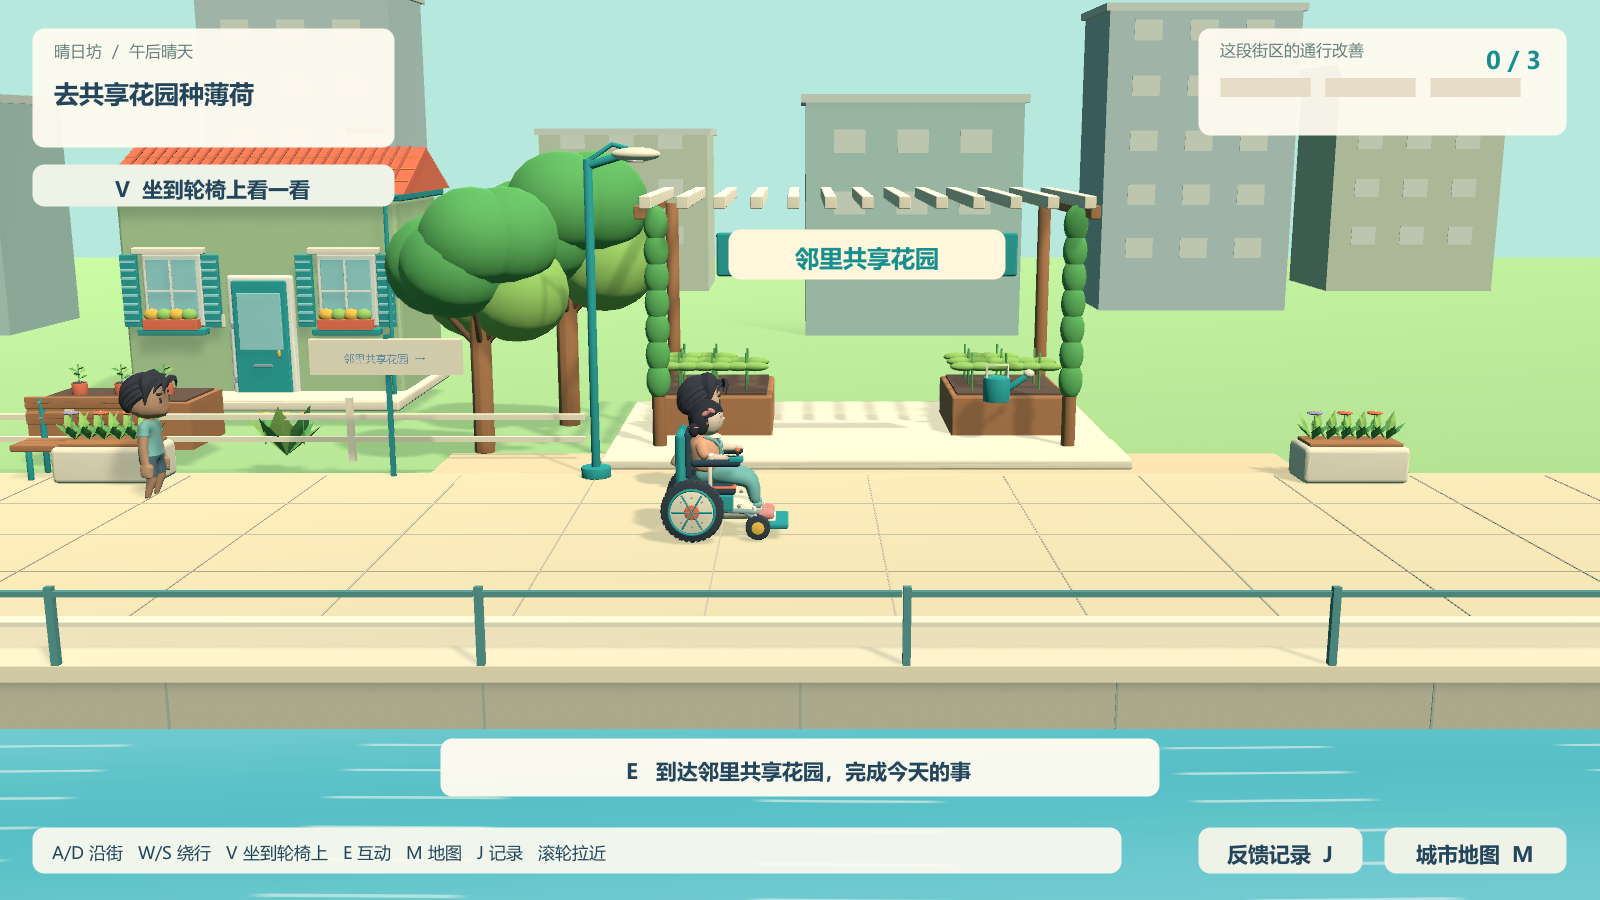 晴日坊 / 午后晴天
去共享花园种薄荷
V 坐到轮椅上看一看
这段街区的通行改善
0 / 3
邻里共享花园
邻里共享花园 →
E 到达邻里共享花园，完成今天的事
A/D 沿街 W/S 绕行 V 坐到轮椅上 E 互动 M 地图 J 记录 滚轮拉近
反馈记录 J
城市地图 M